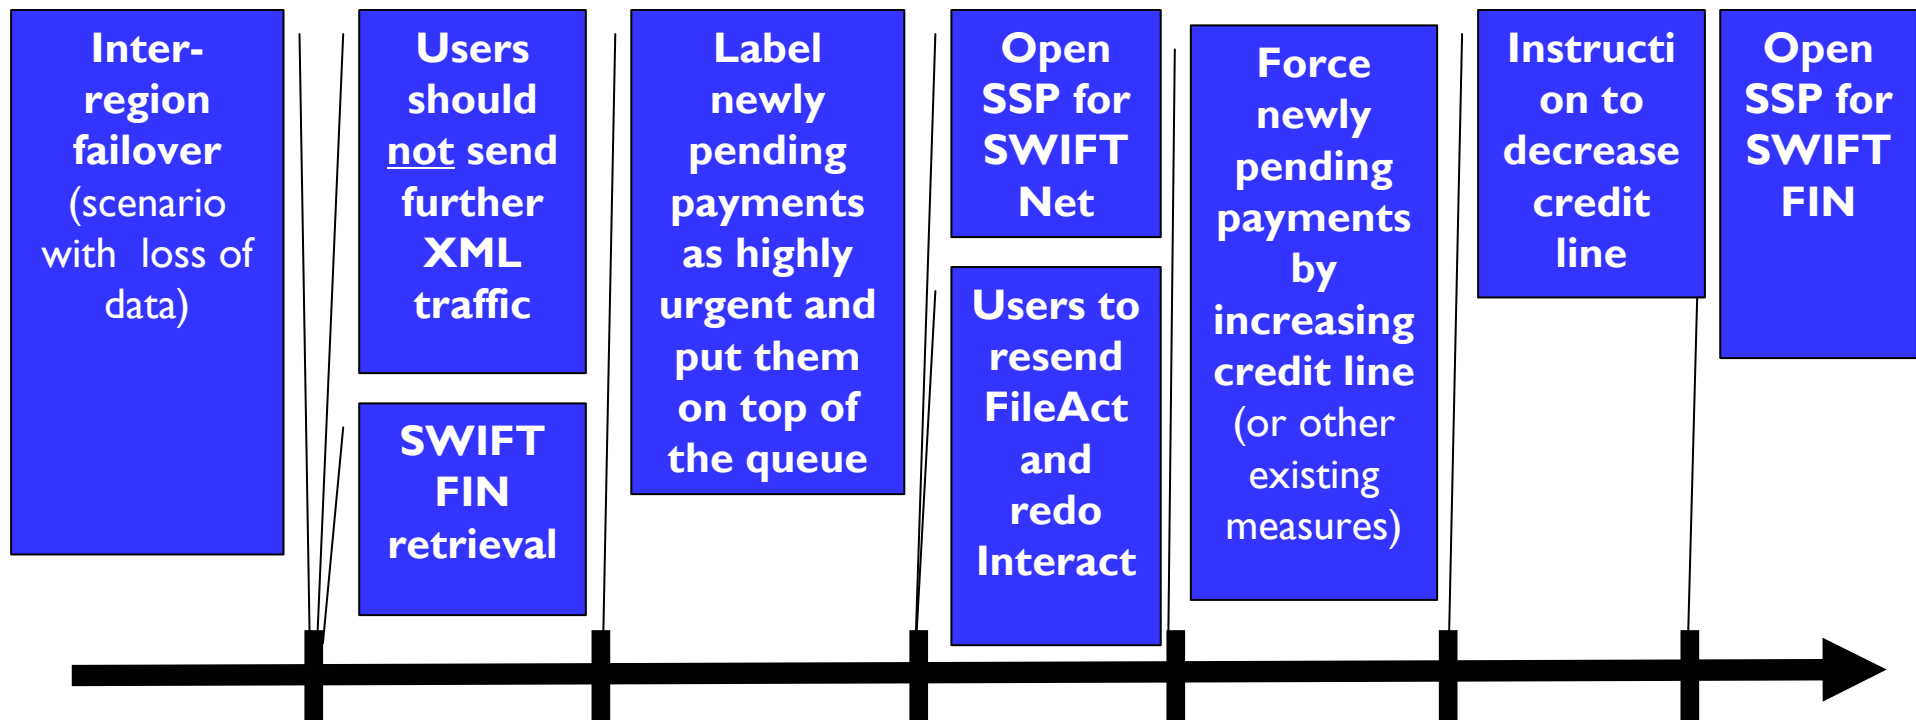 Inter-
region
failover
(scenario
with loss of
data)
Users
should
not send
further
XML
traffic
SWIFT
FIN
retrieval
Label
newly
pending
payments
as highly
urgent and
put them
on top of
the queue
Open
SSP for
SWIFT
Net
Users to
resend
FileAct
and
redo
Interact
Force
newly
pending
payments
by
increasing
credit line
(or other
existing
measures)
Instructi
on to
decrease
credit
line
Open
SSP for
SWIFT
FIN